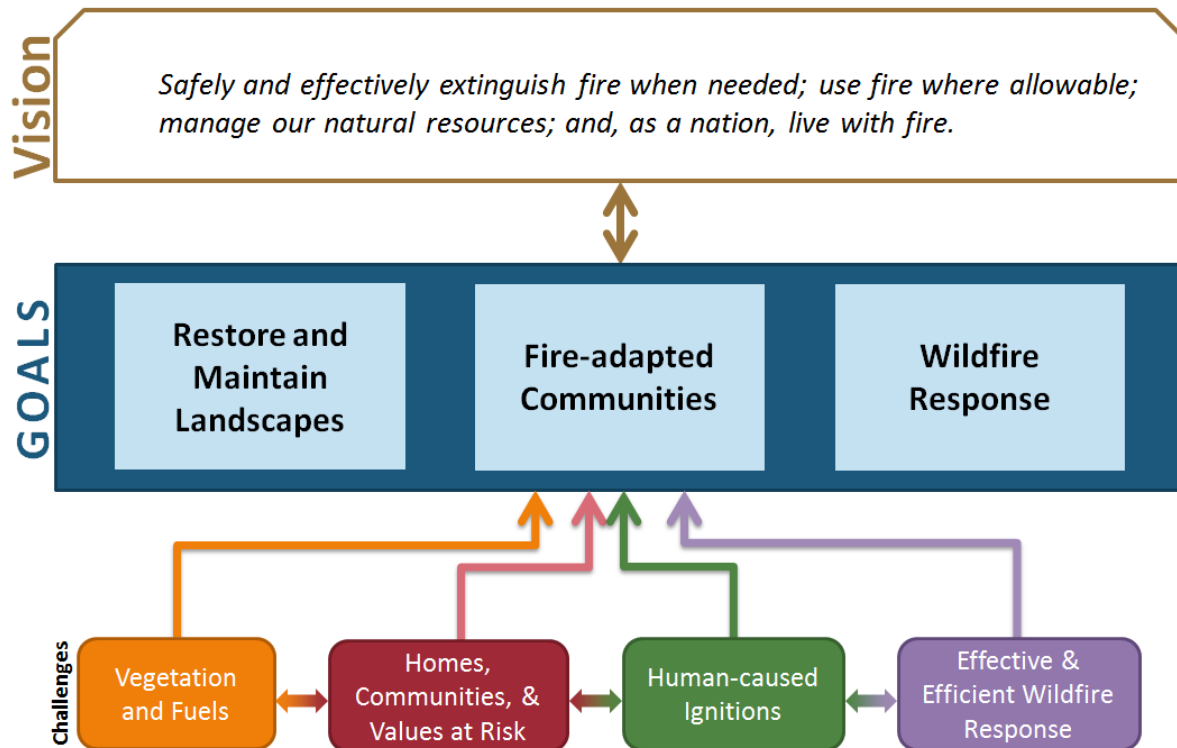 Vision
Safely and effectively extinguish fire when needed; use fire where allowable;
manage our natural resources; and, as a nation, live with fire.
GOALS
Restore and
Maintain
Landscapes
Fire-adapted
Communities
Wildfire
Response
Challenges
Vegetation
and Fuels
Homes,
Communities, &
Values at Risk
Human-caused
Ignitions
Effective &
Efficient Wildfire
Response